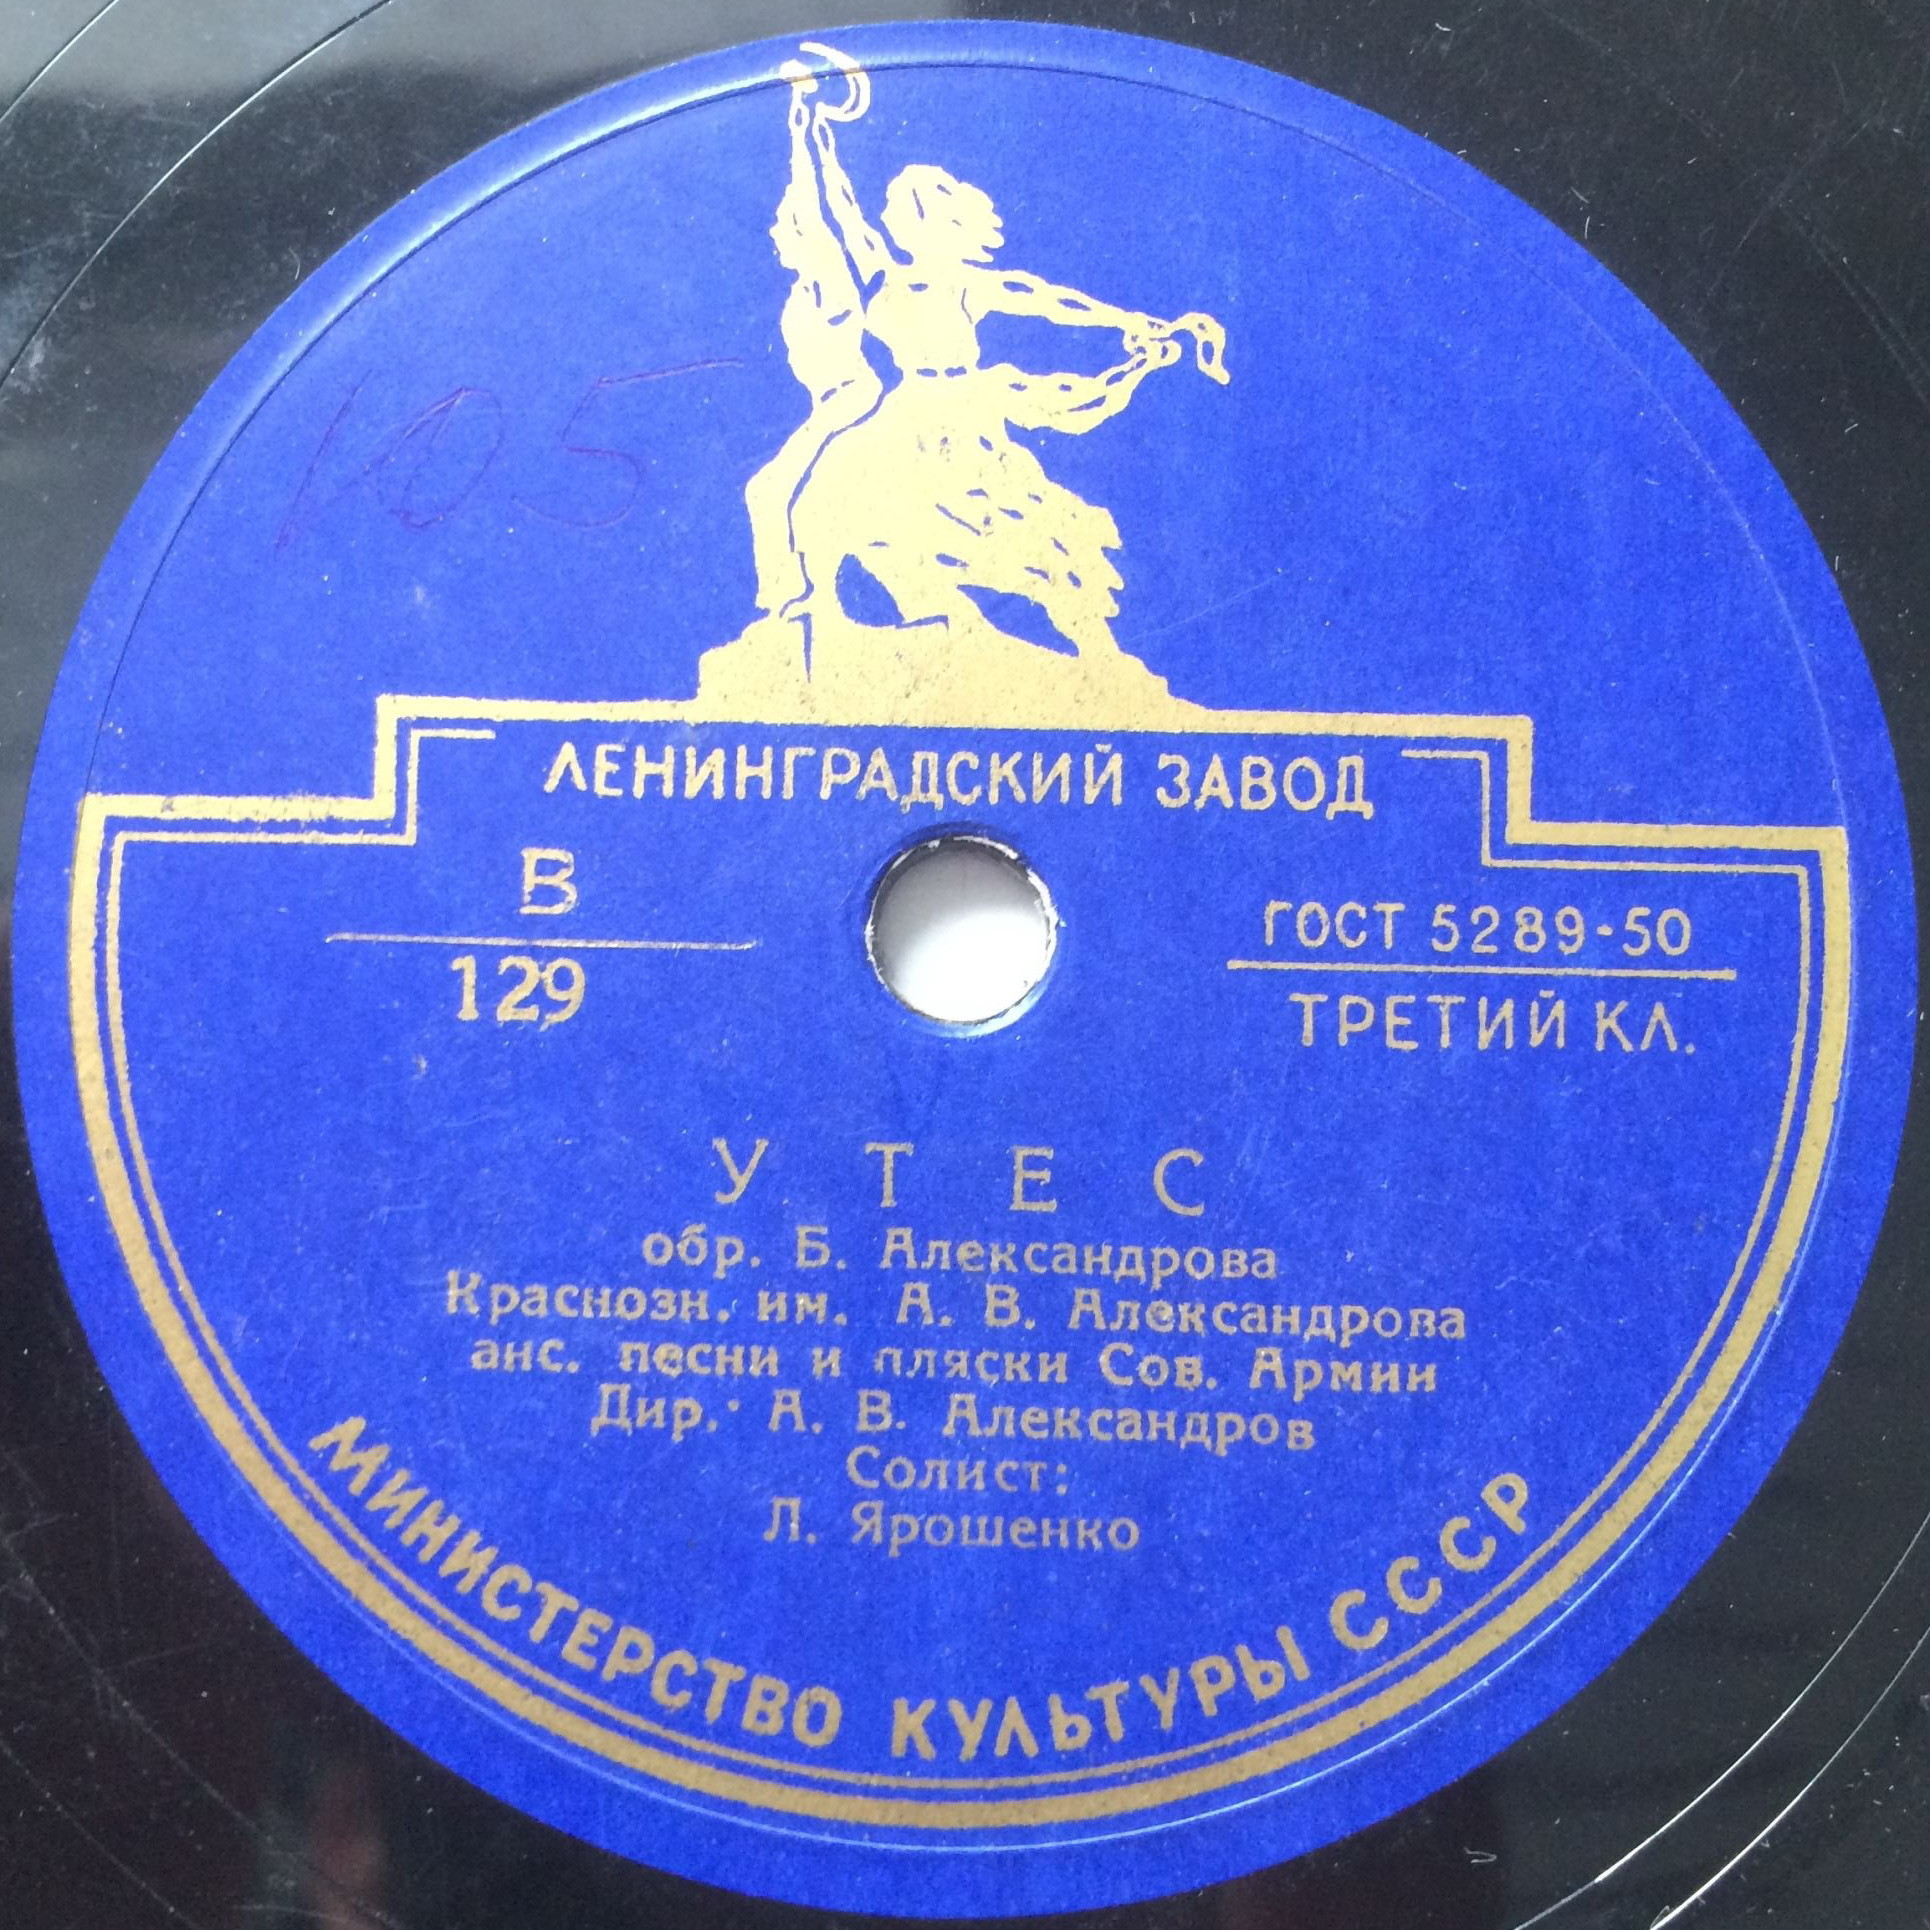 105
ЛЕНИНГРАДСКИЙ ЗАВОД
В
129
ГОСТ 5289-50
ТРЕТИЙ КЛ.
УТЕС
обр. Б. Александрова
Краснозн. им. А. В. Александрова
анс. песни и пляски Сов. Армии
Дир.: А. В. Александров
Солист:
Л. Ярошенко
МИНИСТЕРСТВО КУЛЬТУРЫ СССР